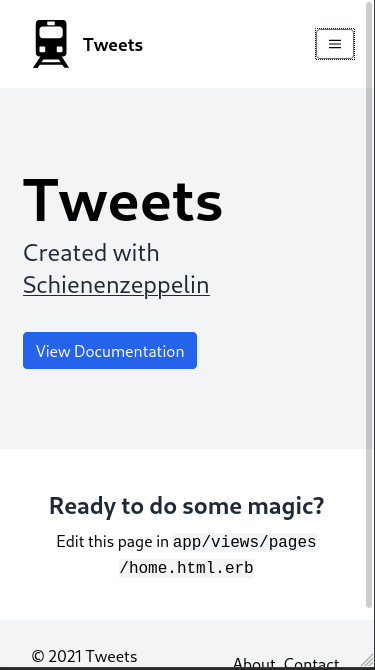 Tweets
Tweets
Created with
Schienenzeppelin
View Documentation
Ready to do some magic?
Edit this page in app/views/pages
/home.html.erb
© 2021 Tweets
About Contact